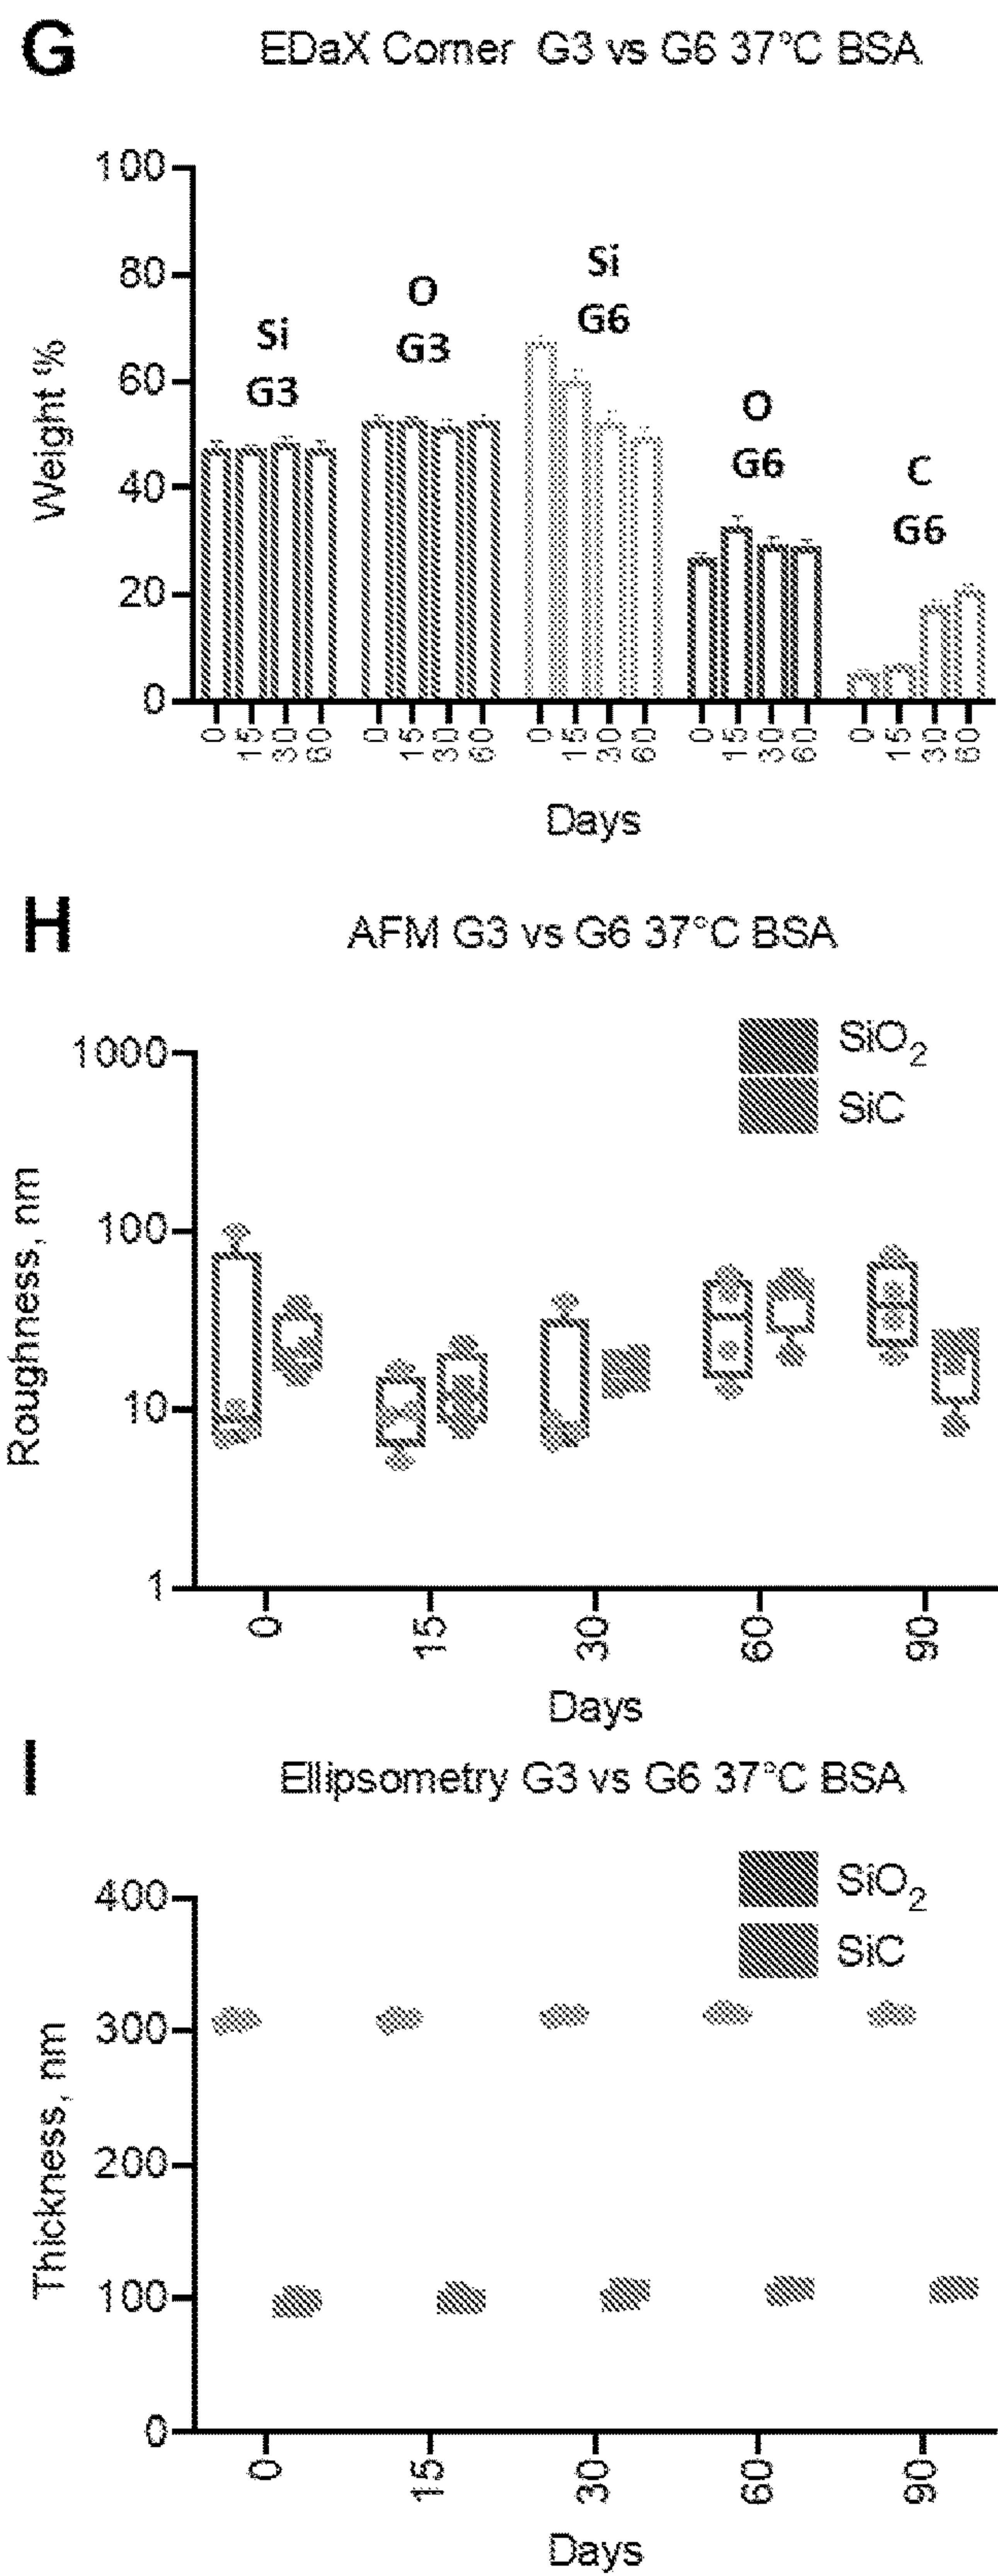 G
EDaX Corner G3 vs G6 37°C BSA
100
80
60
40
20
0
Weight %
Si
G3
O
G3
Si
G6
O
G6
C
G6
0 15 30 60 0 15 30 60 0 15 30 60 0 15 30 60 0 15 30 60
Days
H
AFM G3 vs G6 37°C BSA
SiO2
SiC
1000
100
10
1
Roughness, nm
0 15 30 60 90
Days
I
Ellipsometry G3 vs G6 37°C BSA
SiO2
SiC
400
300
200
100
0
Thickness, nm
0 15 30 60 90
Days